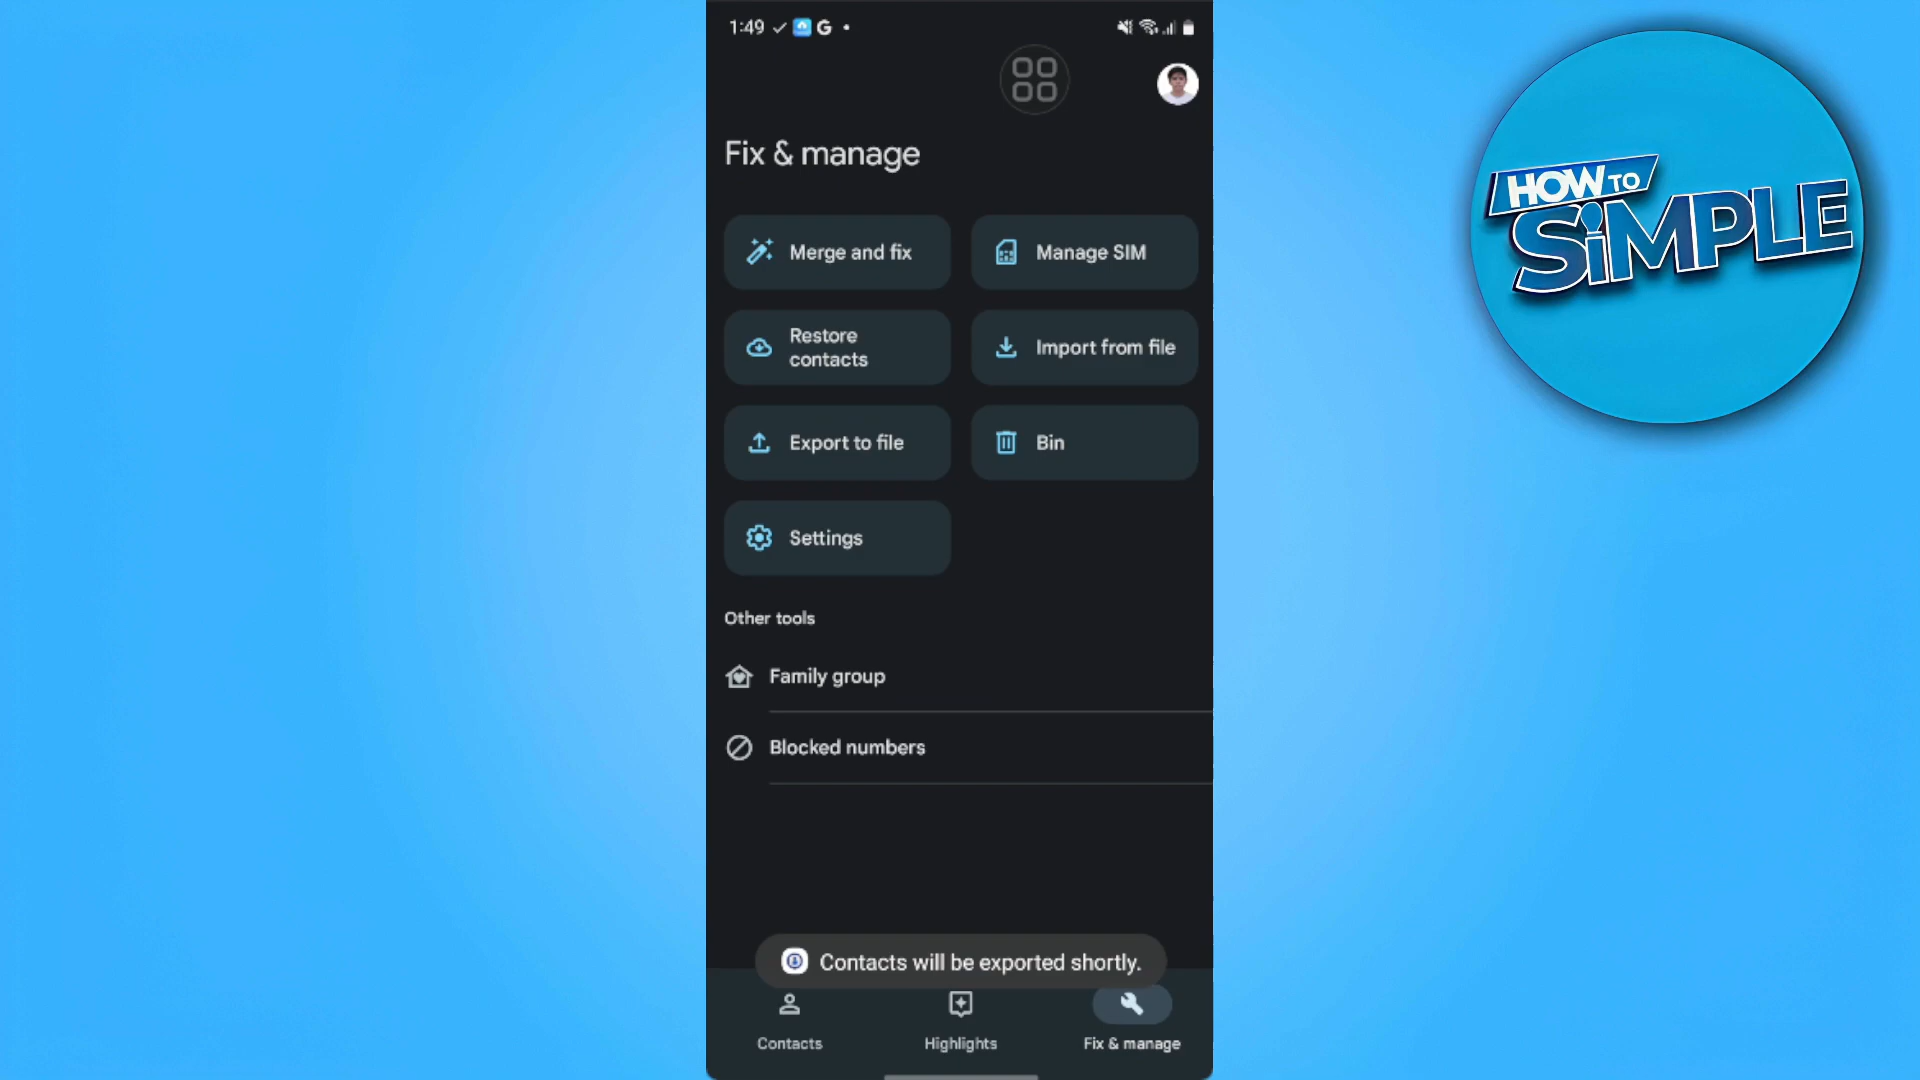 1:49
HOW TO
SiMPLE
Fix & manage
Merge and fix
Manage SIM
Restore
contacts
Import from file
Export to file
Bin
Settings
Other tools
Family group
Blocked numbers
Contacts will be exported shortly.
Contacts
Highlights
Fix & manage